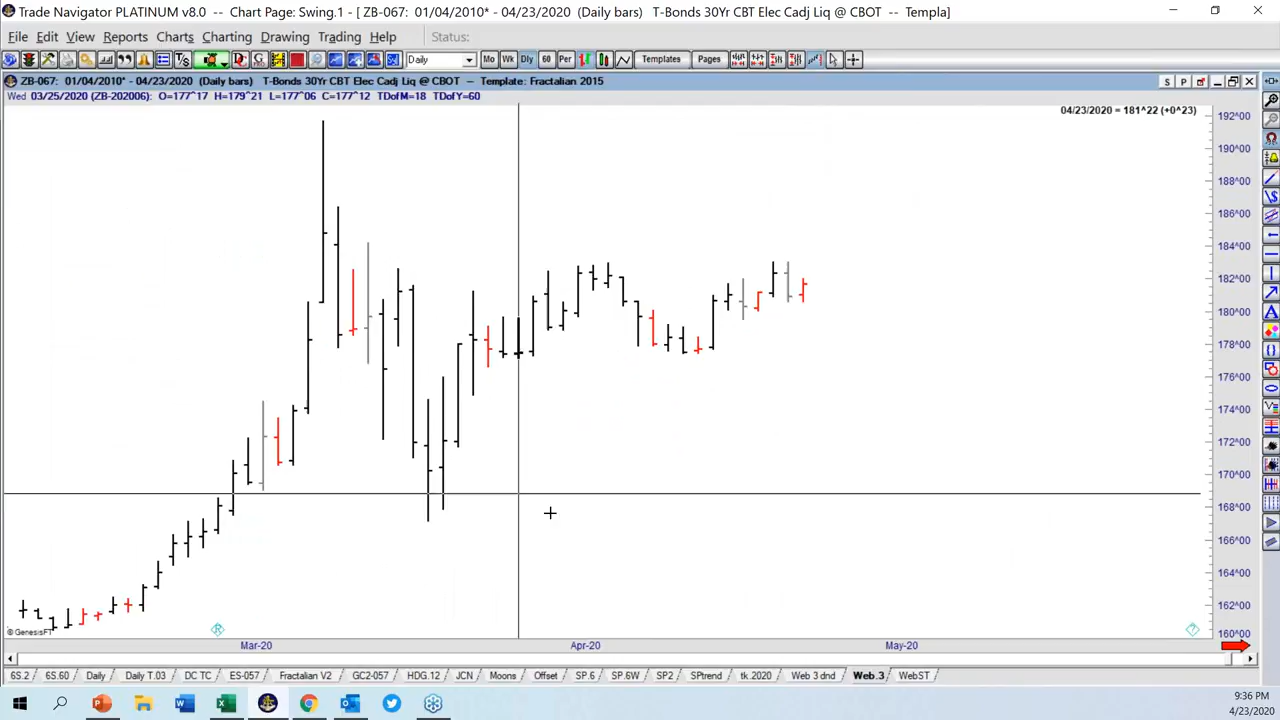 Trade Navigator PLATINUM v8.0 -- Chart Page: Swing.1 - [ ZB-067: 01/04/2010* - 04/23/2020 (Daily bars) T-Bonds 30Yr CBT Elec Cadj Liq @ CBOT -- Templa]
File Edit View Reports Charts Charting Drawing Trading Help Status:
T/S Daily Mo Wk Dly 60 Per Templates Pages
ZB-067: 01/04/2010* - 04/23/2020 (Daily bars) T-Bonds 30Yr CBT Elec Cadj Liq @ CBOT -- Template: Fractalian 2015 S P
Wed 03/25/2020 (ZB-202006): O=177^17 H=179^21 L=177^06 C=177^12 TDofM=18 TDofY=60
04/23/2020 = 181^22 (+0^23)
192^00
190^00
188^00
186^00
184^00
182^00
180^00
178^00
176^00
174^00
172^00
170^00
168^00
166^00
164^00
162^00
160^00
© GenesisFT R ?
Mar-20 Apr-20 May-20
6S.2 6S.60 Daily Daily T.03 DC TC ES-057 Fractalian V2 GC2-057 HDG.12 JCN Moons Offset SP.6 SP.6W SP2 SPtrend tk.2020 Web 3 dnd Web.3 WebST
9:36 PM
4/23/2020